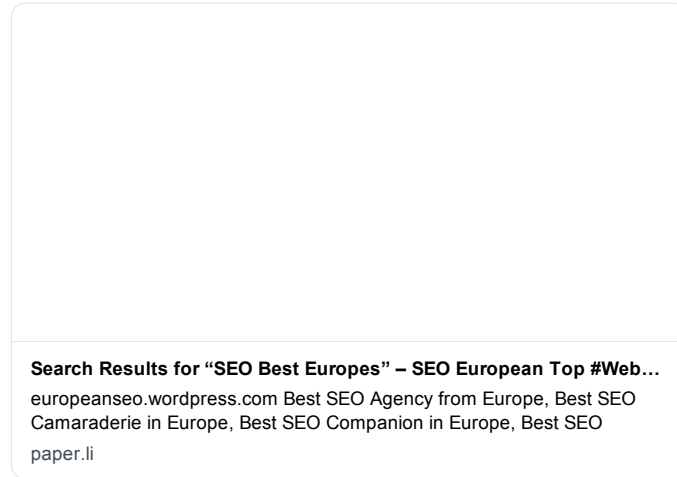 Search Results for “SEO Best Europes” – SEO European Top #Web…
europeanseo.wordpress.com Best SEO Agency from Europe, Best SEO
Camaraderie in Europe, Best SEO Companion in Europe, Best SEO
paper.li